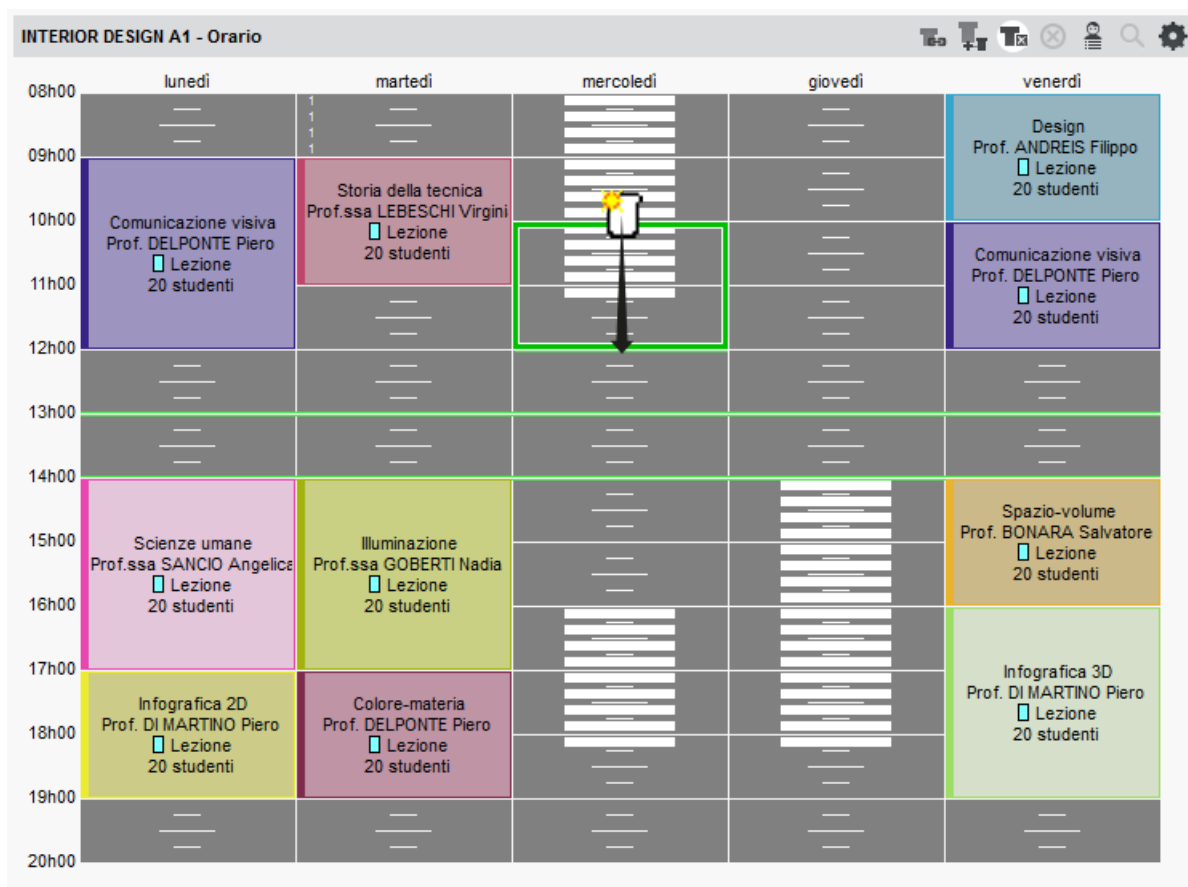 INTERIOR DESIGN A1 - Orario
lunedì martedì mercoledì giovedì venerdì
08h00
09h00
10h00
11h00
12h00
13h00
14h00
15h00
16h00
17h00
18h00
19h00
20h00
Comunicazione visiva
Prof. DELPONTE Piero
Lezione
20 studenti
Scienze umane
Prof.ssa SANCIO Angelica
Lezione
20 studenti
Infografica 2D
Prof. DI MARTINO Piero
Lezione
20 studenti
1
1
1
1
Storia della tecnica
Prof.ssa LEBESCHI Virgini
Lezione
20 studenti
Illuminazione
Prof.ssa GOBERTI Nadia
Lezione
20 studenti
Colore-materia
Prof. DELPONTE Piero
Lezione
20 studenti
Design
Prof. ANDREIS Filippo
Lezione
20 studenti
Comunicazione visiva
Prof. DELPONTE Piero
Lezione
20 studenti
Spazio-volume
Prof. BONARA Salvatore
Lezione
20 studenti
Infografica 3D
Prof. DI MARTINO Piero
Lezione
20 studenti